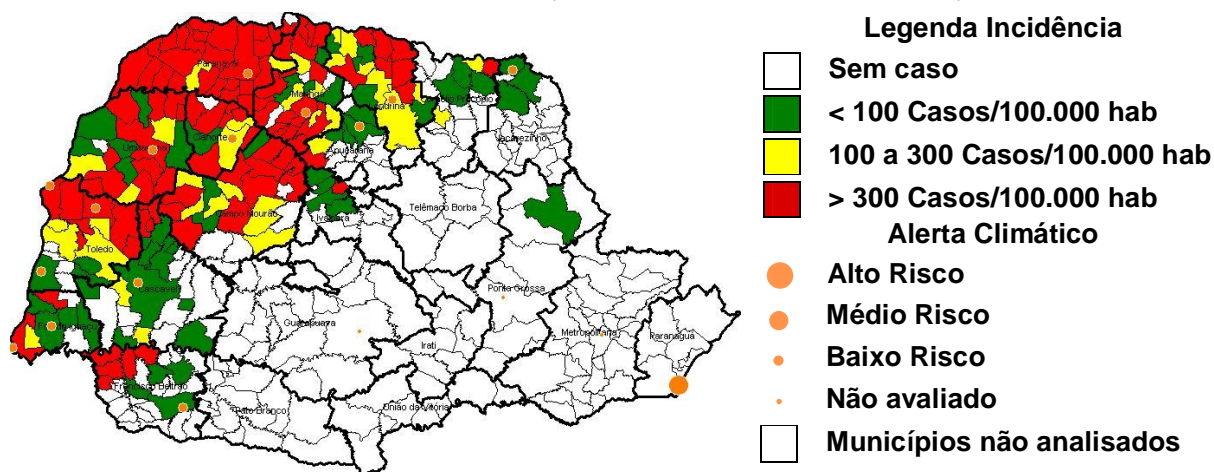 Legenda Incidência
Sem caso
< 100 Casos/100.000 hab
100 a 300 Casos/100.000 hab
> 300 Casos/100.000 hab
Alerta Climático
Alto Risco
Médio Risco
Baixo Risco
Não avaliado
Municípios não analisados
Paranavaí
Maringá
Londrina
Jacarezinho
Umuarama
Cianorte
Apucarana
Campo Mourão
Ivaiporã
Telêmaco Borba
Toledo
Cascavel
Ponta Grossa
Guarapuava
Irati
Metropolitana
Paranaguá
Francisco Beltrão
Pato Branco
União da Vitória